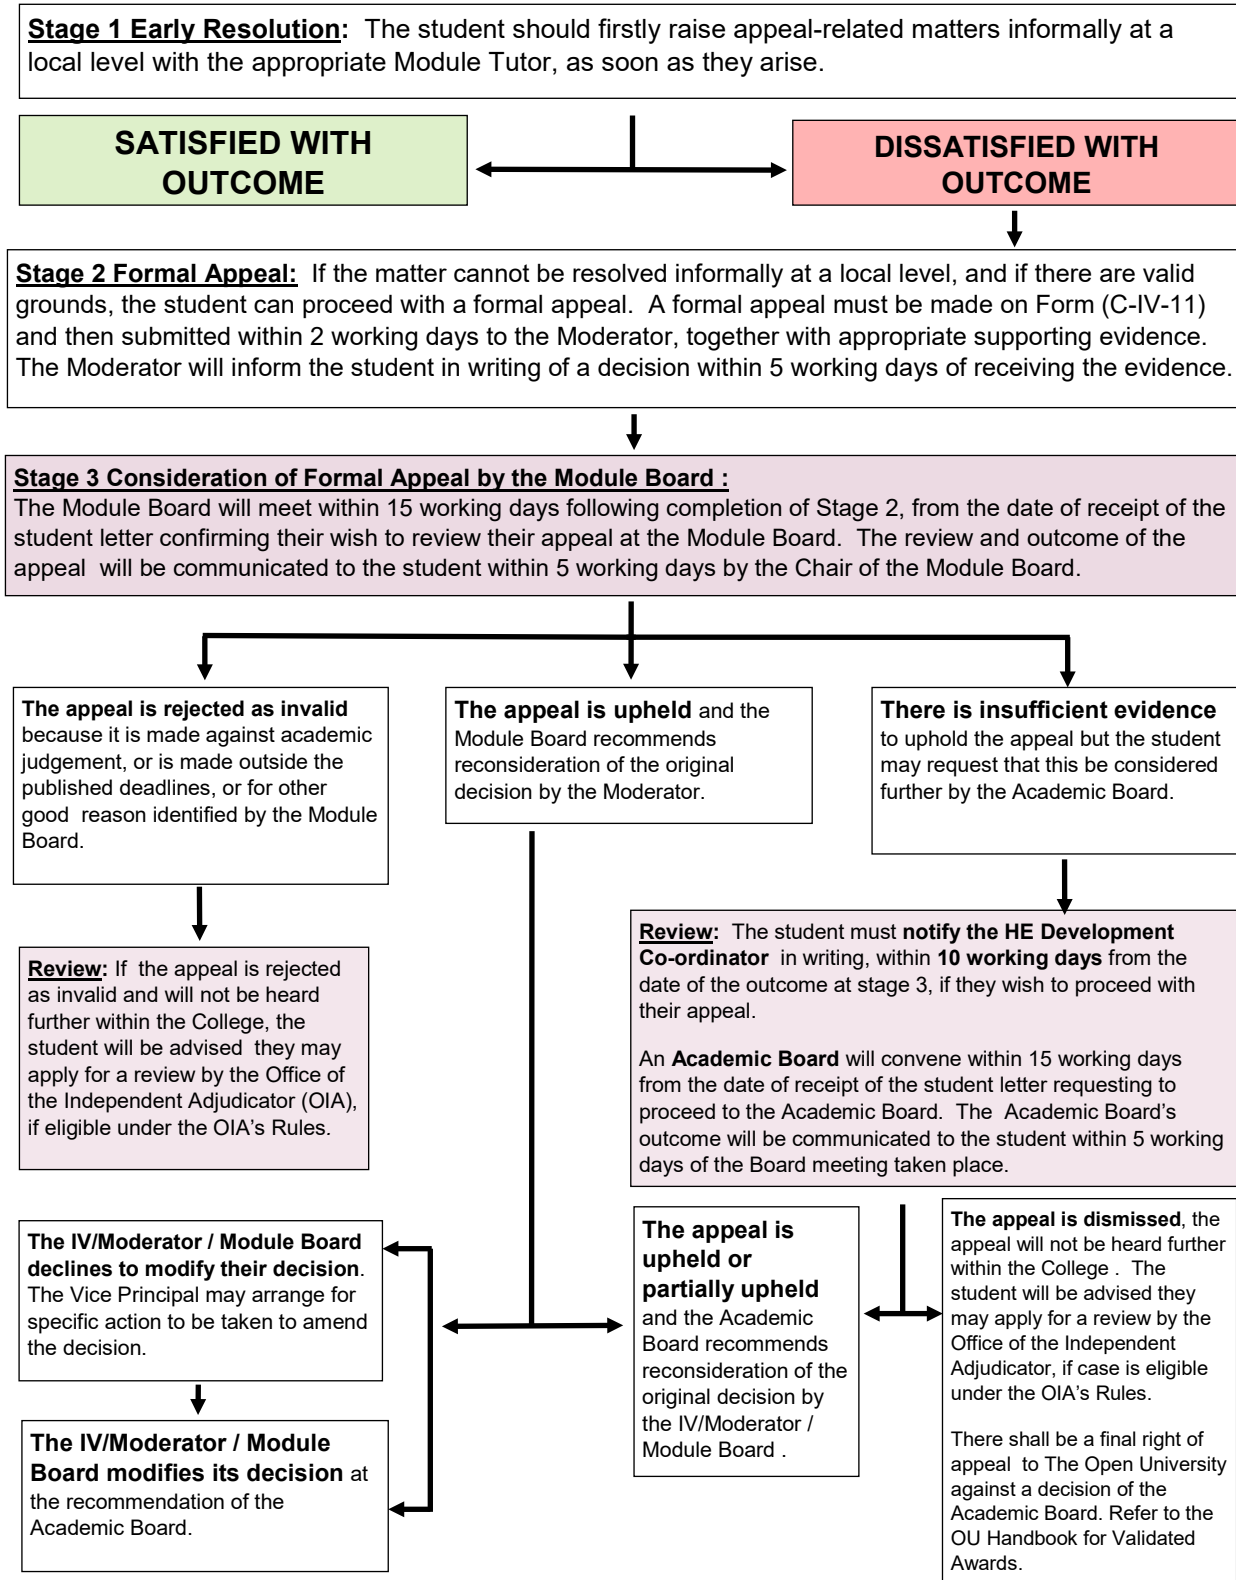 Stage 1 Early Resolution: The student should firstly raise appeal-related matters informally at a
local level with the appropriate Module Tutor, as soon as they arise.
SATISFIED WITH
OUTCOME
DISSATISFIED WITH
OUTCOME
Stage 2 Formal Appeal: If the matter cannot be resolved informally at a local level, and if there are valid
grounds, the student can proceed with a formal appeal. A formal appeal must be made on Form (C-IV-11)
and then submitted within 2 working days to the Moderator, together with appropriate supporting evidence.
The Moderator will inform the student in writing of a decision within 5 working days of receiving the evidence.
Stage 3 Consideration of Formal Appeal by the Module Board :
The Module Board will meet within 15 working days following completion of Stage 2, from the date of receipt of the
student letter confirming their wish to review their appeal at the Module Board. The review and outcome of the
appeal will be communicated to the student within 5 working days by the Chair of the Module Board.
The appeal is rejected as invalid
because it is made against academic
judgement, or is made outside the
published deadlines, or for other
good reason identified by the Module
Board.
The appeal is upheld and the
Module Board recommends
reconsideration of the original
decision by the Moderator.
There is insufficient evidence
to uphold the appeal but the student
may request that this be considered
further by the Academic Board.
Review: If the appeal is rejected
as invalid and will not be heard
further within the College, the
student will be advised they may
apply for a review by the Office of
the Independent Adjudicator (OIA),
if eligible under the OIA's Rules.
Review: The student must notify the HE Development
Co-ordinator in writing, within 10 working days from the
date of the outcome at stage 3, if they wish to proceed with
their appeal.
An Academic Board will convene within 15 working days
from the date of receipt of the student letter requesting to
proceed to the Academic Board. The Academic Board's
outcome will be communicated to the student within 5 working
days of the Board meeting taken place.
The IV/Moderator / Module Board
declines to modify their decision.
The Vice Principal may arrange for
specific action to be taken to amend
the decision.
The IV/Moderator / Module
Board modifies its decision at
the recommendation of the
Academic Board.
The appeal is
upheld or
partially upheld
and the Academic
Board recommends
reconsideration of the
original decision by
the IV/Moderator /
Module Board .
The appeal is dismissed, the
appeal will not be heard further
within the College . The
student will be advised they
may apply for a review by the
Office of the Independent
Adjudicator, if case is eligible
under the OIA's Rules.
There shall be a final right of
appeal to The Open University
against a decision of the
Academic Board. Refer to the
OU Handbook for Validated
Awards.